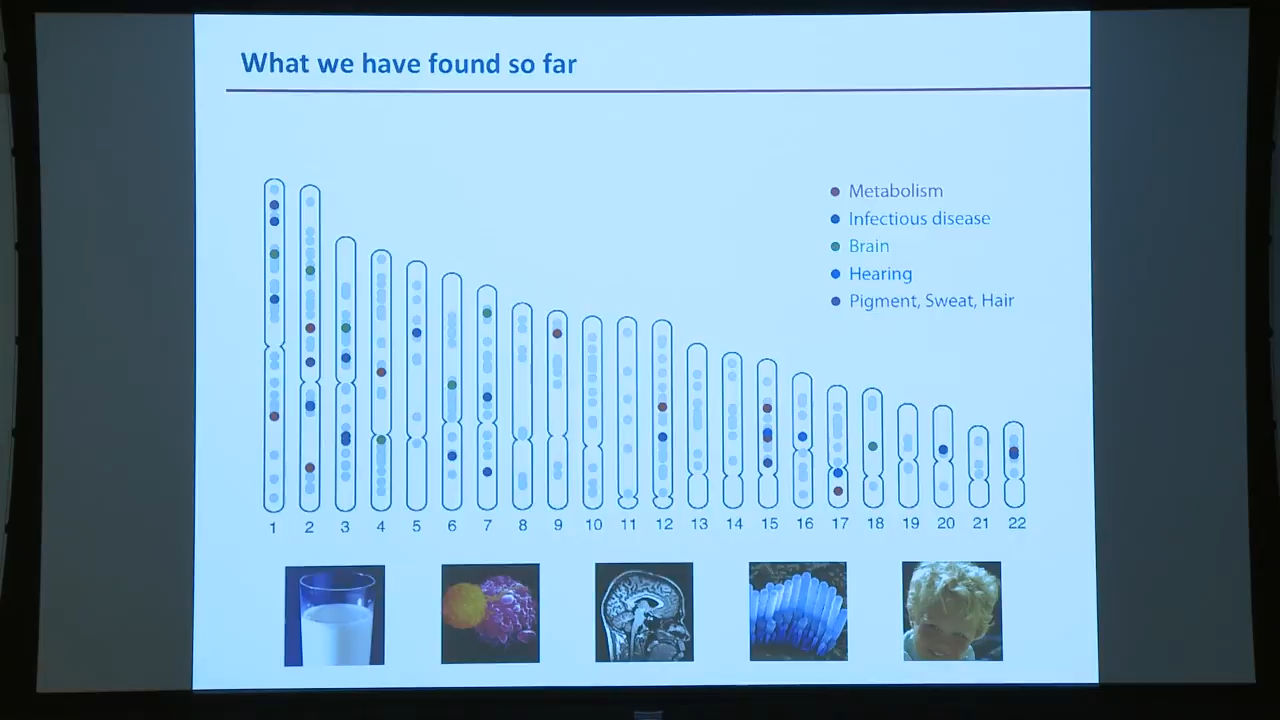 What we have found so far
Metabolism
Infectious disease
Brain
Hearing
Pigment, Sweat, Hair
1 2 3 4 5 6 7 8 9 10 11 12 13 14 15 16 17 18 19 20 21 22